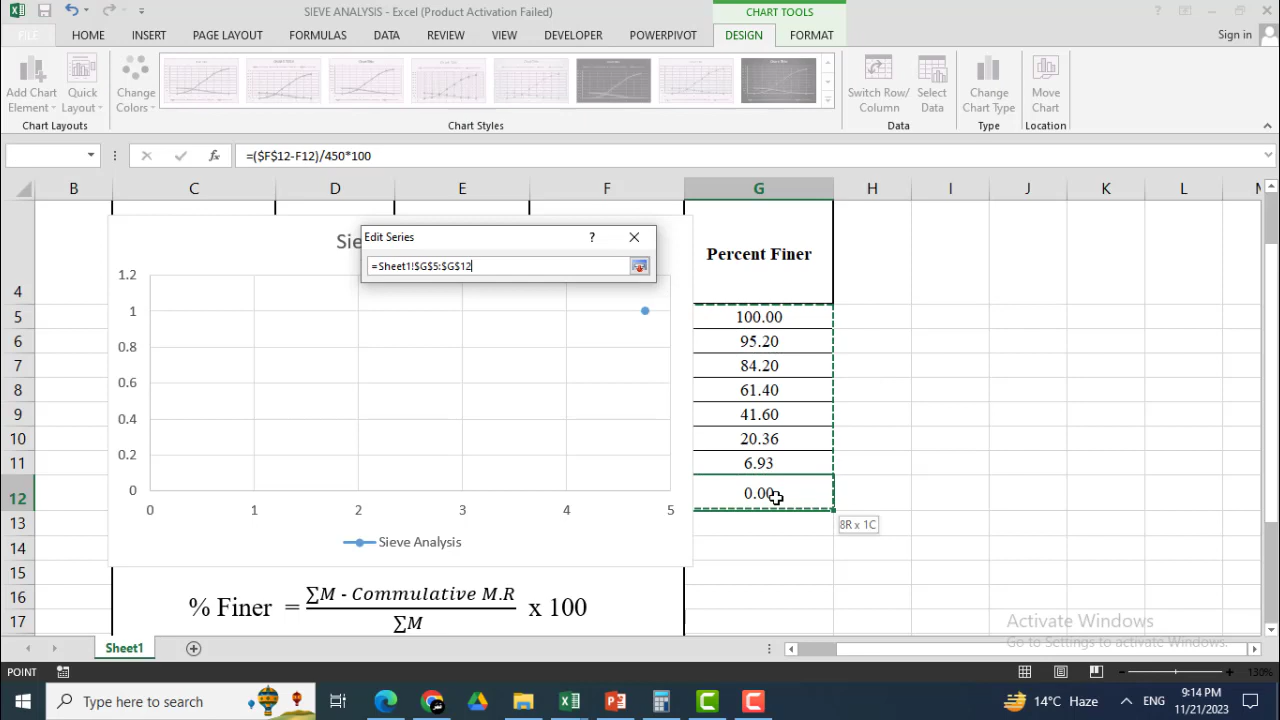 SIEVE ANALYSIS - Excel (Product Activation Failed)
CHART TOOLS
FILE HOME INSERT PAGE LAYOUT FORMULAS DATA REVIEW VIEW DEVELOPER POWERPIVOT DESIGN FORMAT Sign in
Add Chart Element
Quick Layout
Change Colors
Switch Row/ Column
Select Data
Change Chart Type
Move Chart
Chart Layouts Chart Styles Data Type Location
=($F$12-F12)/450*100
B C D E F G H I J K L
4
5
6
7
8
9
10
11
12
13
14
15
16
17
Sie
Edit Series
=Sheet1!$G$5:$G$12
1.2
1
0.8
0.6
0.4
0.2
0
0 1 2 3 4 5
Sieve Analysis
Percent Finer
100.00
95.20
84.20
61.40
41.60
20.36
6.93
0.00
8R x 1C
% Finer = ∑M - Commulative M.R / ∑M x 100
Activate Windows
Go to Settings to activate Windows.
Sheet1
POINT
130%
Type here to search
14°C Haze
ENG
9:14 PM
11/21/2023